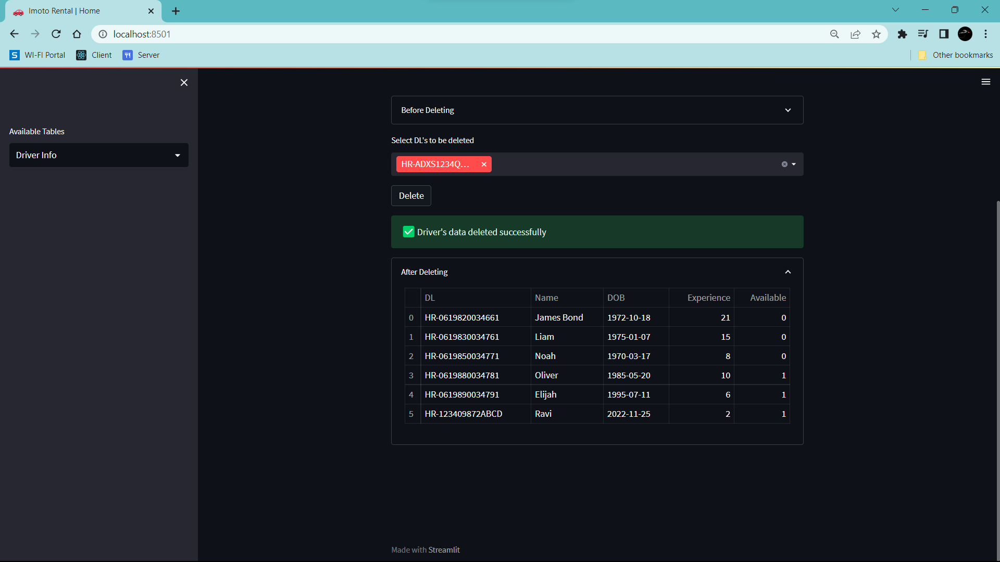 Imoto Rental | Home
localhost:8501
WI-FI Portal Client Server Other bookmarks
Available Tables
Driver Info
Before Deleting
Select DL's to be deleted
HR-ADXS1234Q...
Delete
Driver's data deleted successfully
After Deleting
DL Name DOB Experience Available
0 HR-0619820034661 James Bond 1972-10-18 21 0
1 HR-0619830034761 Liam 1975-01-07 15 0
2 HR-0619850034771 Noah 1970-03-17 8 0
3 HR-0619880034781 Oliver 1985-05-20 10 1
4 HR-0619890034791 Elijah 1995-07-11 6 1
5 HR-123409872ABCD Ravi 2022-11-25 2 1
Made with Streamlit